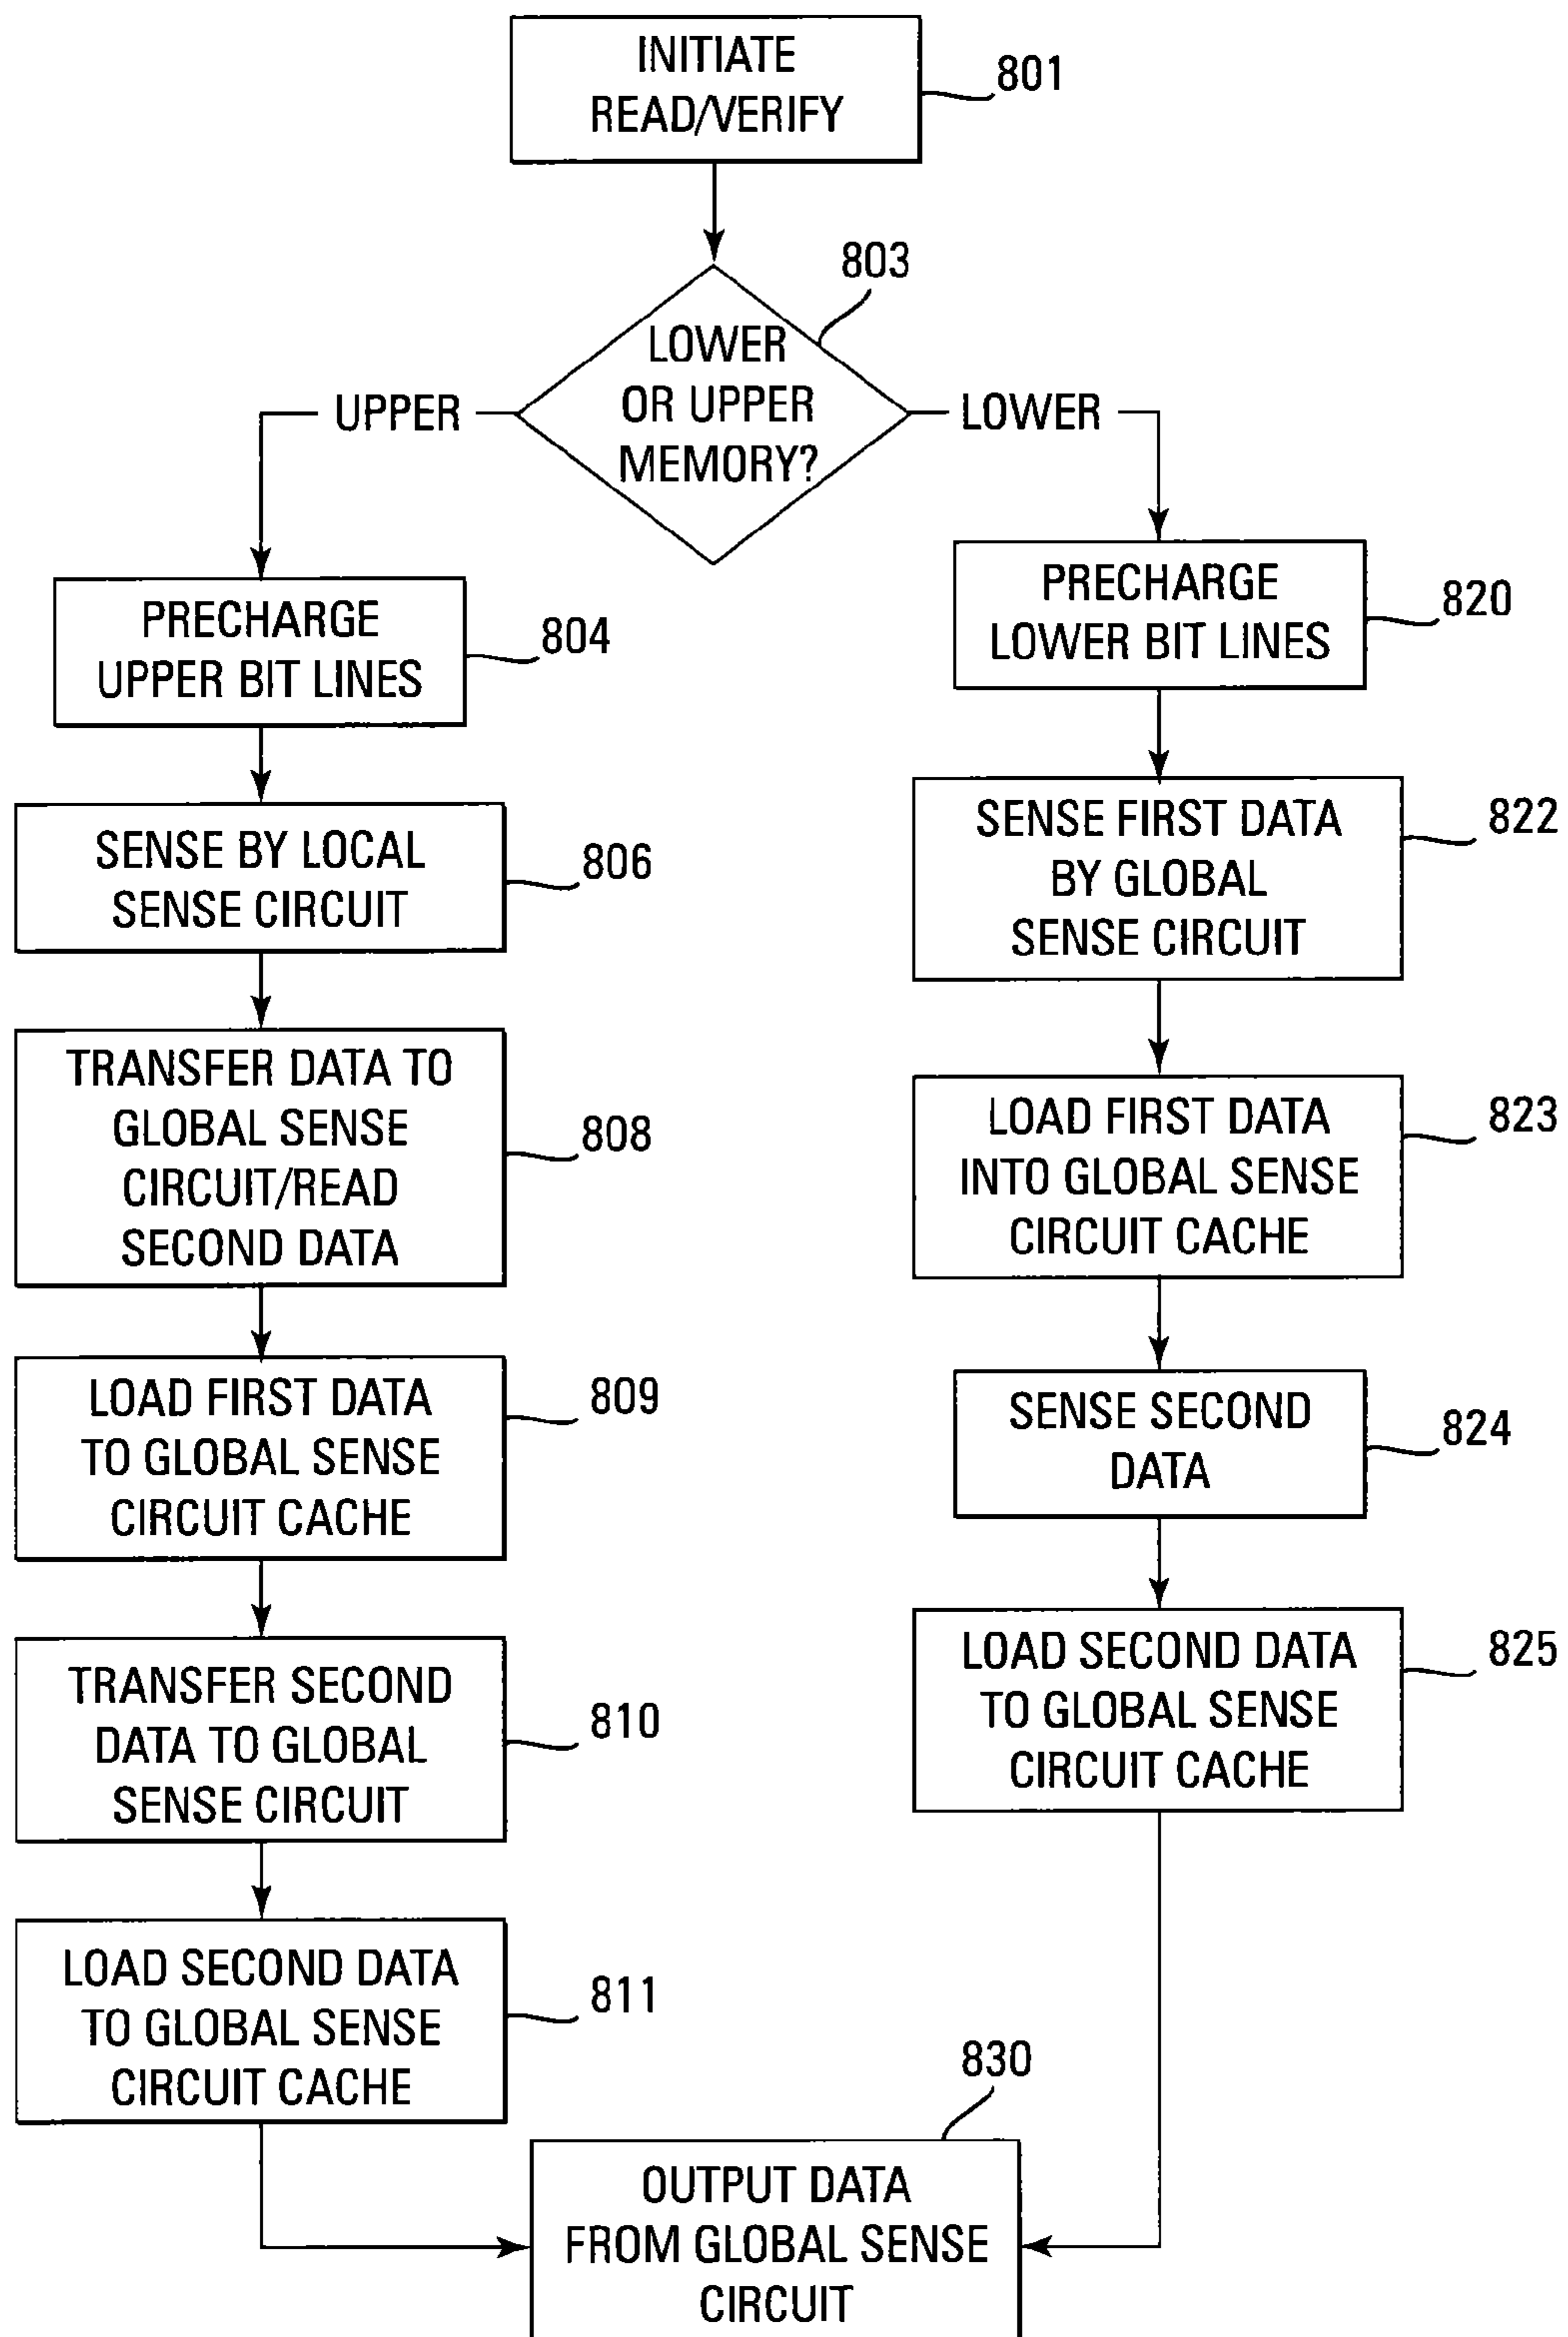 INITIATE
READ/VERIFY
801
803
LOWER
OR UPPER
MEMORY?
UPPER
LOWER
PRECHARGE
UPPER BIT LINES
804
SENSE BY LOCAL
SENSE CIRCUIT
806
TRANSFER DATA TO
GLOBAL SENSE
CIRCUIT/READ
SECOND DATA
808
LOAD FIRST DATA
TO GLOBAL SENSE
CIRCUIT CACHE
809
TRANSFER SECOND
DATA TO GLOBAL
SENSE CIRCUIT
810
LOAD SECOND DATA
TO GLOBAL SENSE
CIRCUIT CACHE
811
PRECHARGE
LOWER BIT LINES
820
SENSE FIRST DATA
BY GLOBAL
SENSE CIRCUIT
822
LOAD FIRST DATA
INTO GLOBAL SENSE
CIRCUIT CACHE
823
SENSE SECOND
DATA
824
LOAD SECOND DATA
TO GLOBAL SENSE
CIRCUIT CACHE
825
830
OUTPUT DATA
FROM GLOBAL SENSE
CIRCUIT